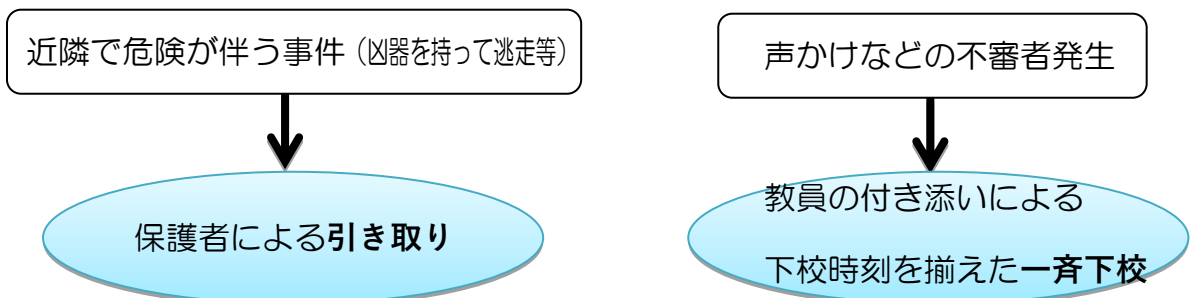 近隣で危険が伴う事件（凶器を持って逃走等）
声かけなどの不審者発生
保護者による引き取り
教員の付き添いによる
下校時刻を揃えた一斉下校